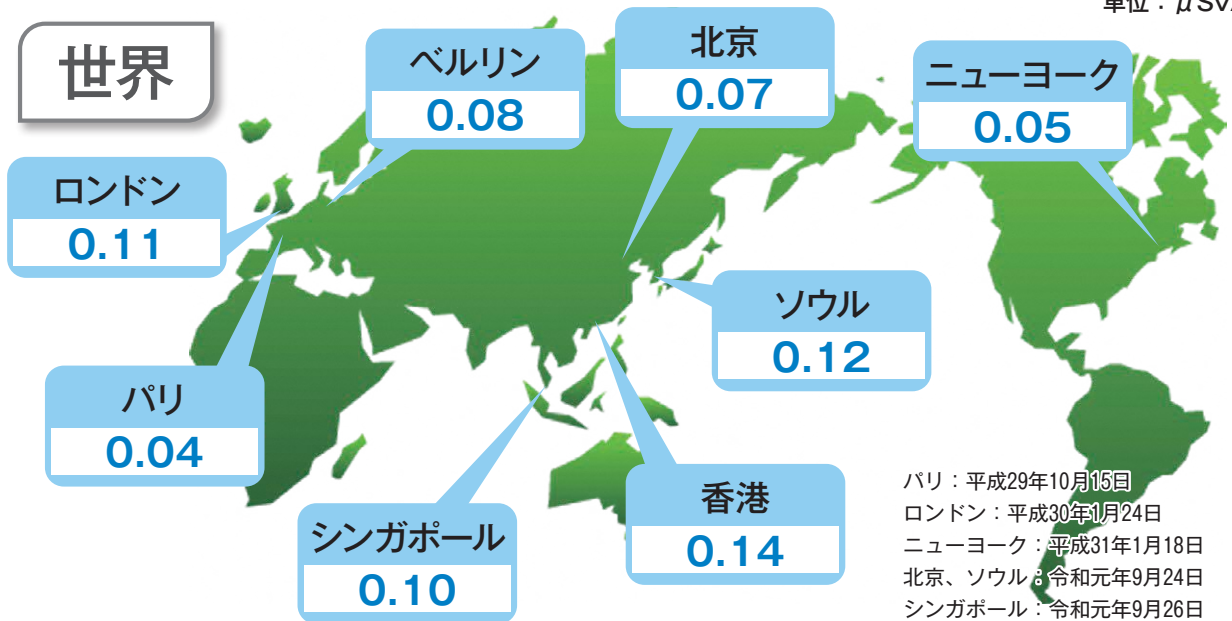 単位：μSv/
世界
ベルリン
0.08
北京
0.07
ニューヨーク
0.05
ロンドン
0.11
ソウル
0.12
パリ
0.04
香港
0.14
シンガポール
0.10
パリ：平成29年10月15日
ロンドン：平成30年1月24日
ニューヨーク：平成31年1月18日
北京、ソウル：令和元年9月24日
シンガポール：令和元年9月26日